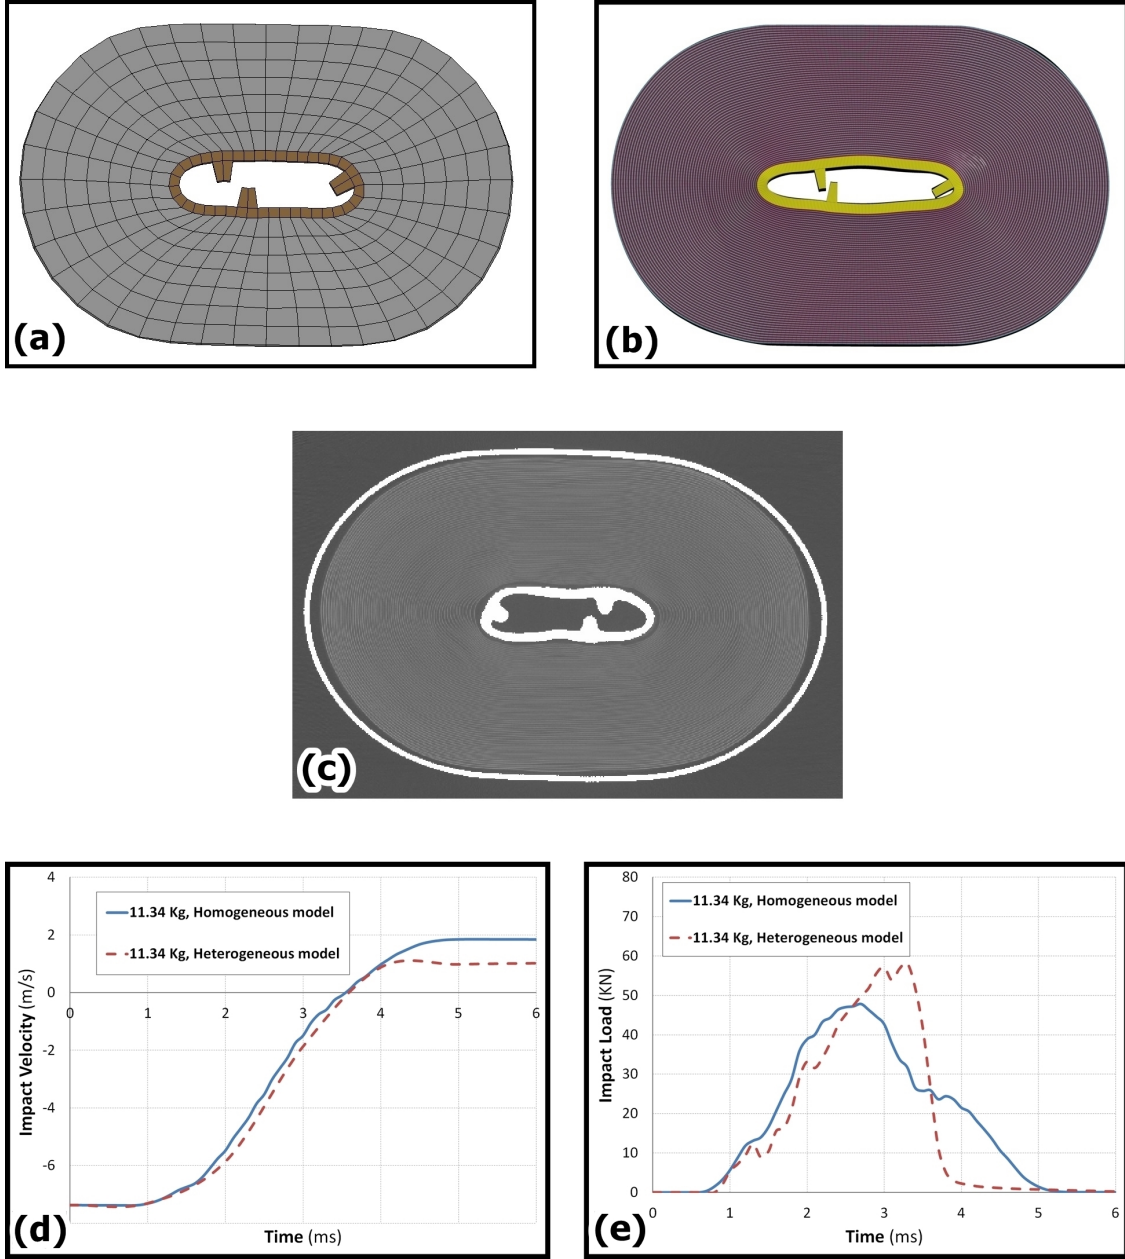 (a)
(b)
(c)
4
2
0
-2
-4
-6
0 1 2 3 4 5 6
11.34 Kg, Homogeneous model
11.34 Kg, Heterogeneous model
Impact Velocity (m/s)
Time (ms)
(d)
80
70
60
50
40
30
20
10
0
0 1 2 3 4 5 6
11.34 Kg, Homogeneous model
11.34 Kg, Heterogeneous model
Impact Load (KN)
Time (ms)
(e)